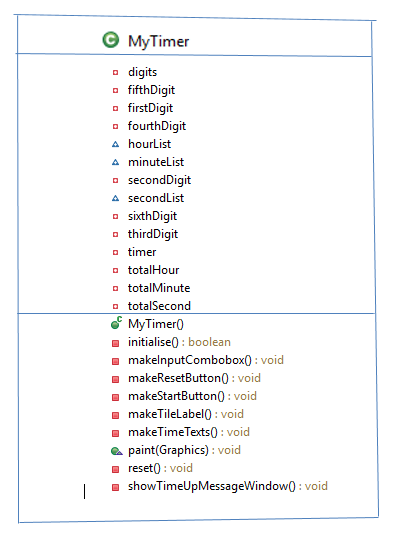 MyTimer
digits
fifthDigit
firstDigit
fourthDigit
hourList
minuteList
secondDigit
secondList
sixthDigit
thirdDigit
timer
totalHour
totalMinute
totalSecond
MyTimer()
initialise() : boolean
makeInputCombobox() : void
makeResetButton() : void
makeStartButton() : void
makeTileLabel() : void
makeTimeTexts() : void
paint(Graphics) : void
reset() : void
showTimeUpMessageWindow() : void